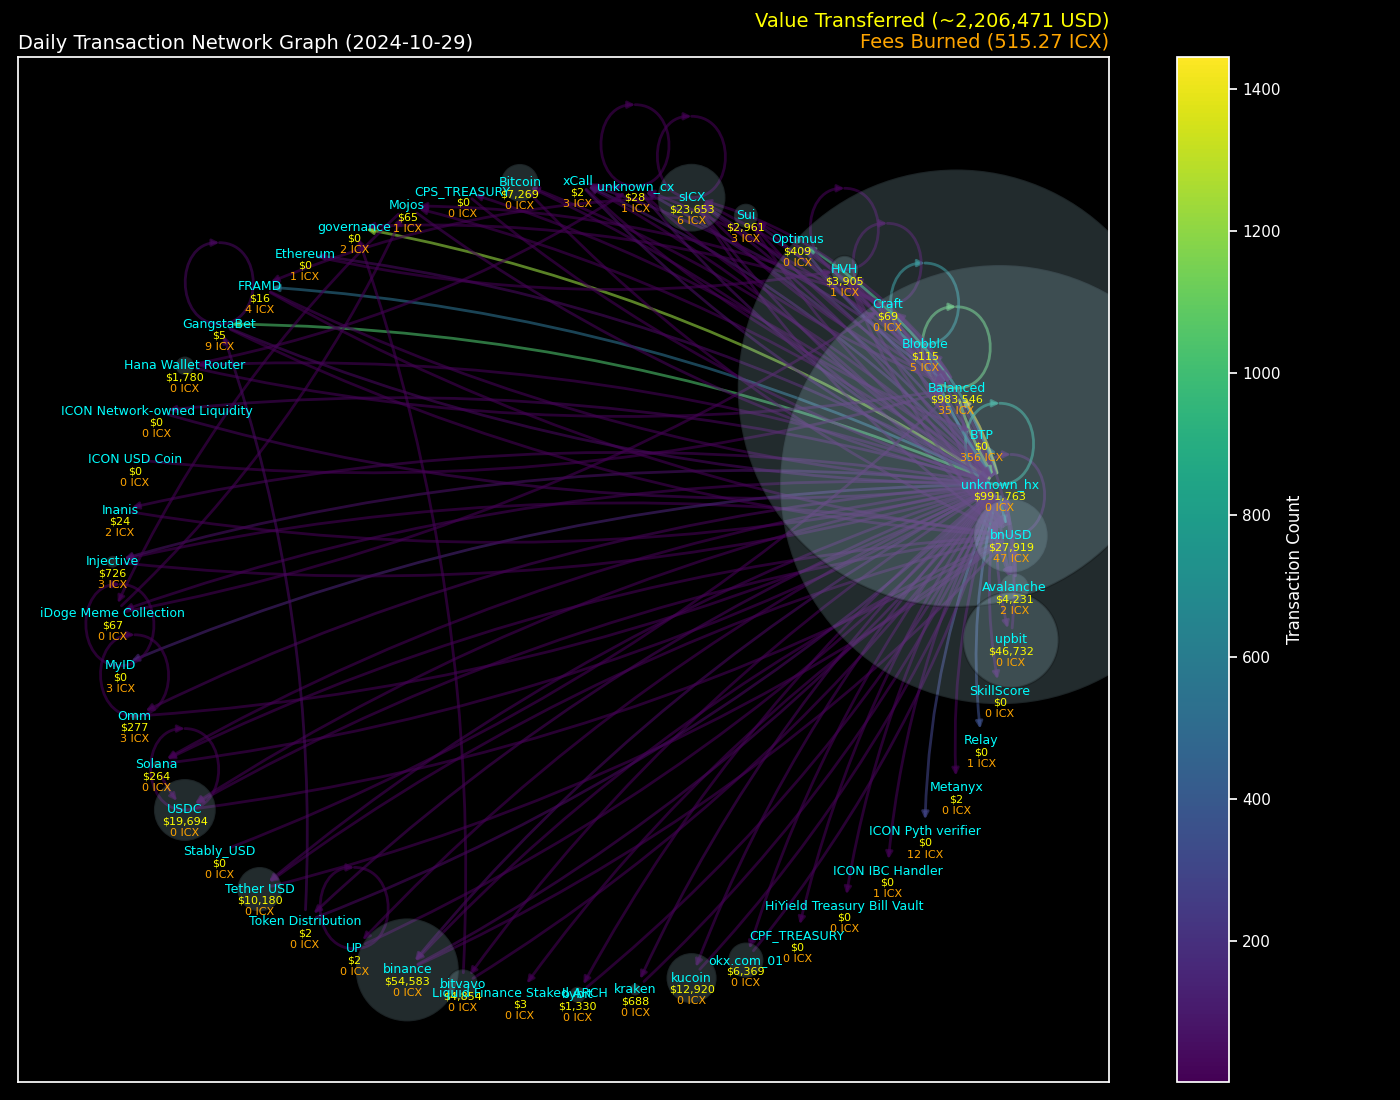 Value Transferred (~2,206,471 USD)
Daily Transaction Network Graph (2024-10-29)
Fees Burned (515.27 ICX)
Bitcoin
$7,269
0 ICX
xCall
$2
3 ICX
unknown_cx
$28
1 ICX
sICX
$23,653
6 ICX
Sui
$2,961
3 ICX
Optimus
$409
0 ICX
HVH
$3,905
1 ICX
Craft
$69
0 ICX
Blobble
$115
5 ICX
Balanced
$983,546
35 ICX
BTP
$0
356 ICX
unknown_hx
$991,763
0 ICX
bnUSD
$27,919
47 ICX
Avalanche
$4,231
2 ICX
upbit
$46,732
0 ICX
SkillScore
$0
0 ICX
Relay
$0
1 ICX
Metanyx
$2
0 ICX
ICON Pyth verifier
$0
12 ICX
ICON IBC Handler
$0
1 ICX
HiYield Treasury Bill Vault
$0
0 ICX
CPF_TREASURY
$0
0 ICX
okx.com_01
$6,369
0 ICX
kucoin
$12,920
0 ICX
kraken
$688
0 ICX
$1,330
0 ICX
Liquid Finance Staked ARCH
$3
0 ICX
bitvavo
0 ICX
binance
$54,583
0 ICX
UP
$2
0 ICX
Token Distribution
$2
0 ICX
Tether USD
$10,180
0 ICX
Stably_USD
$0
0 ICX
USDC
$19,694
0 ICX
Solana
$264
0 ICX
Omm
$277
3 ICX
MyID
$0
3 ICX
iDoge Meme Collection
$67
0 ICX
Injective
$726
3 ICX
Inanis
$24
2 ICX
ICON USD Coin
$0
0 ICX
ICON Network-owned Liquidity
$0
0 ICX
Hana Wallet Router
$1,780
0 ICX
GangstaBet
$5
9 ICX
FRAMD
$16
4 ICX
Ethereum
$0
1 ICX
governance
$0
2 ICX
Mojos
$65
1 ICX
CPS_TREASURY
$0
0 ICX
1400
1200
1000
800
600
400
200
Transaction Count